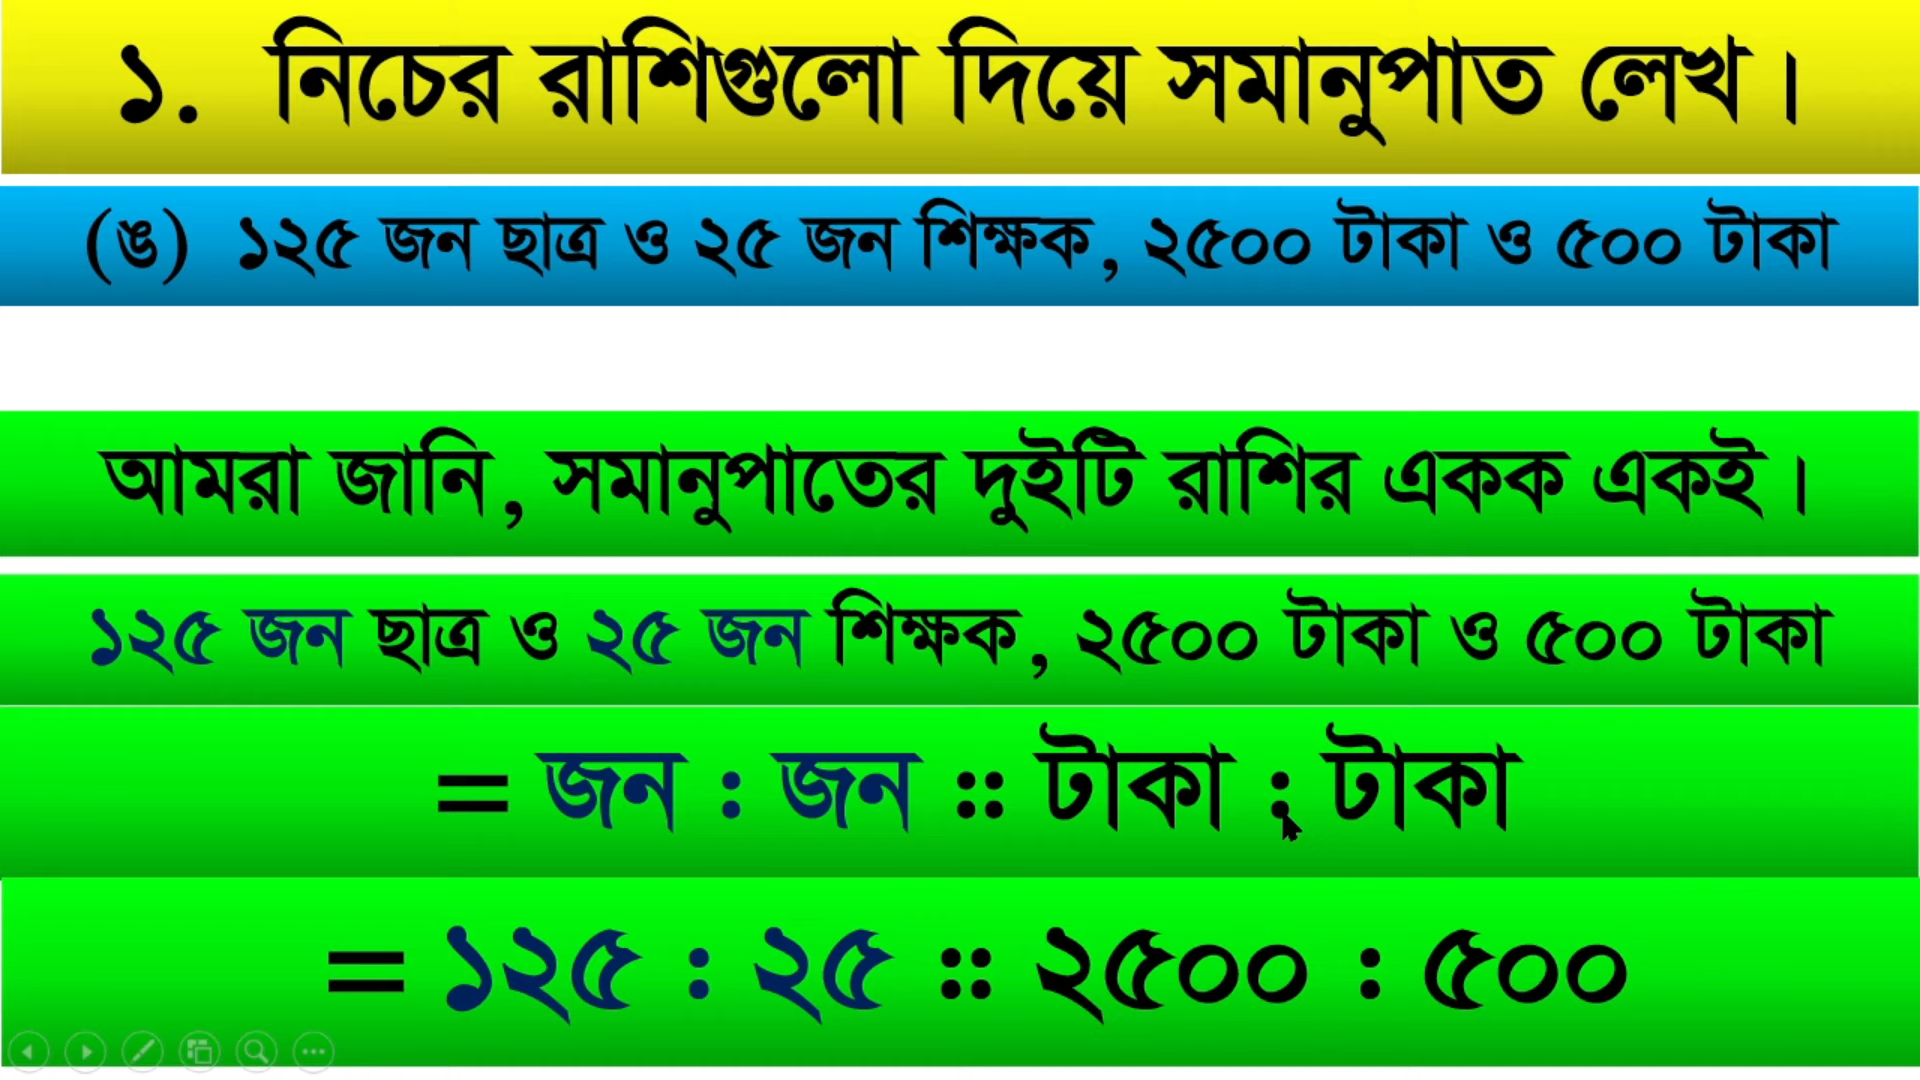 ১. নিচের রাশিগুলো দিয়ে সমানুপাত লেখ।
(ঙ) ১২৫ জন ছাত্র ও ২৫ জন শিক্ষক, ২৫০০ টাকা ও ৫০০ টাকা
আমরা জানি, সমানুপাতের দুইটি রাশির একক একই।
১২৫ জন ছাত্র ও ২৫ জন শিক্ষক, ২৫০০ টাকা ও ৫০০ টাকা
= জন : জন :: টাকা : টাকা
= ১২৫ : ২৫ :: ২৫০০ : ৫০০